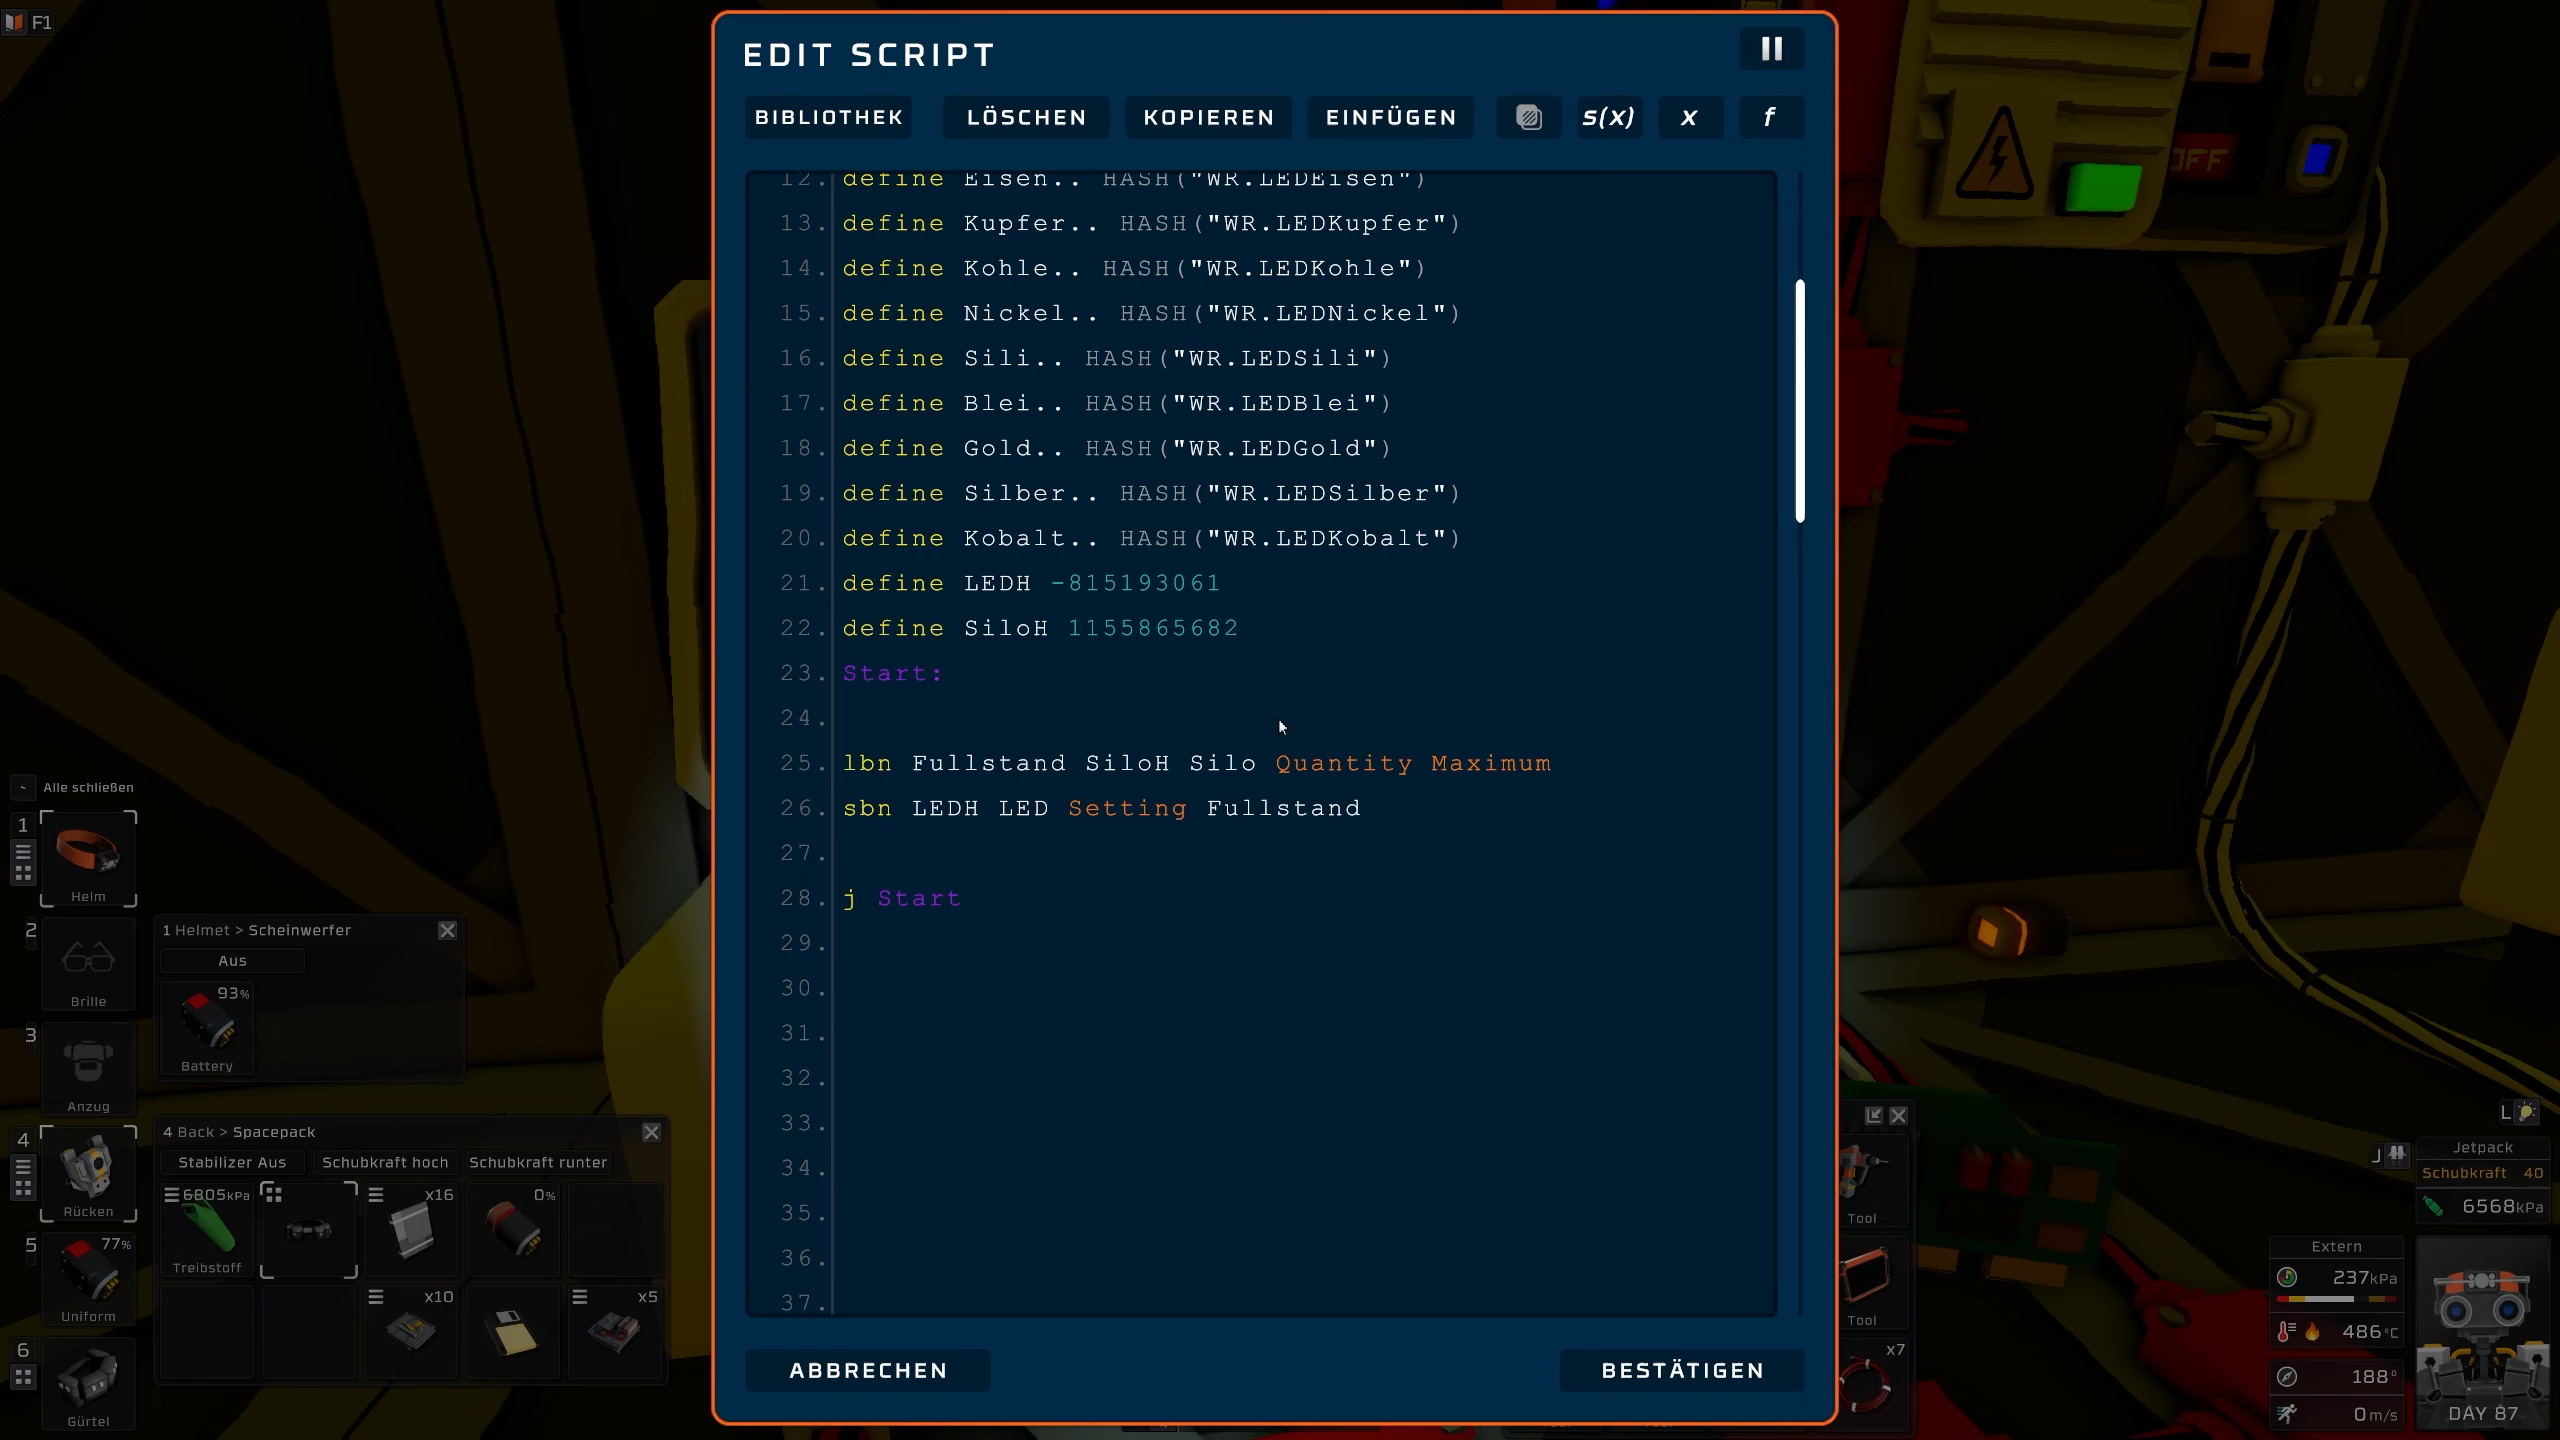 F1
EDIT SCRIPT
BIBLIOTHEK LÖSCHEN KOPIEREN EINFÜGEN s(x) x f
12. define Eisen.. HASH("WR.LEDEisen")
13. define Kupfer.. HASH("WR.LEDKupfer")
14. define Kohle.. HASH("WR.LEDKohle")
15. define Nickel.. HASH("WR.LEDNickel")
16. define Sili.. HASH("WR.LEDSili")
17. define Blei.. HASH("WR.LEDBlei")
18. define Gold.. HASH("WR.LEDGold")
19. define Silber.. HASH("WR.LEDSilber")
20. define Kobalt.. HASH("WR.LEDKobalt")
21. define LEDH -815193061
22. define SiloH 1155865682
23. Start:
24.
25. lbn Fullstand SiloH Silo Quantity Maximum
26. sbn LEDH LED Setting Fullstand
27.
28. j Start
29.
30.
31.
32.
33.
34.
35.
36.
37.
ABBRECHEN BESTÄTIGEN
OFF
~ Alle schließen
1
Helm
2
Brille
3
Anzug
4
Rücken
5
77%
Uniform
6
Gürtel
1 Helmet > Scheinwerfer
Aus
93%
Battery
4 Back > Spacepack
Stabilizer Aus Schubkraft hoch Schubkraft runter
6805kPa x16 0%
Treibstoff
x10 x5
Tool
Tool
x7
L
J
Jetpack
Schubkraft 40
6568kPa
Extern
237kPa
486°C
188°
0m/s
DAY 87